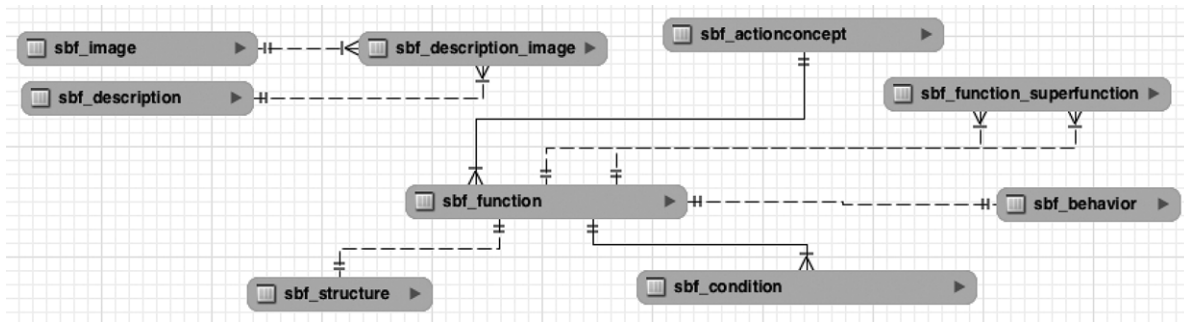 sbf_image
sbf_description_image
sbf_actionconcept
sbf_description
sbf_function_superfunction
sbf_function
sbf_behavior
sbf_structure
sbf_condition